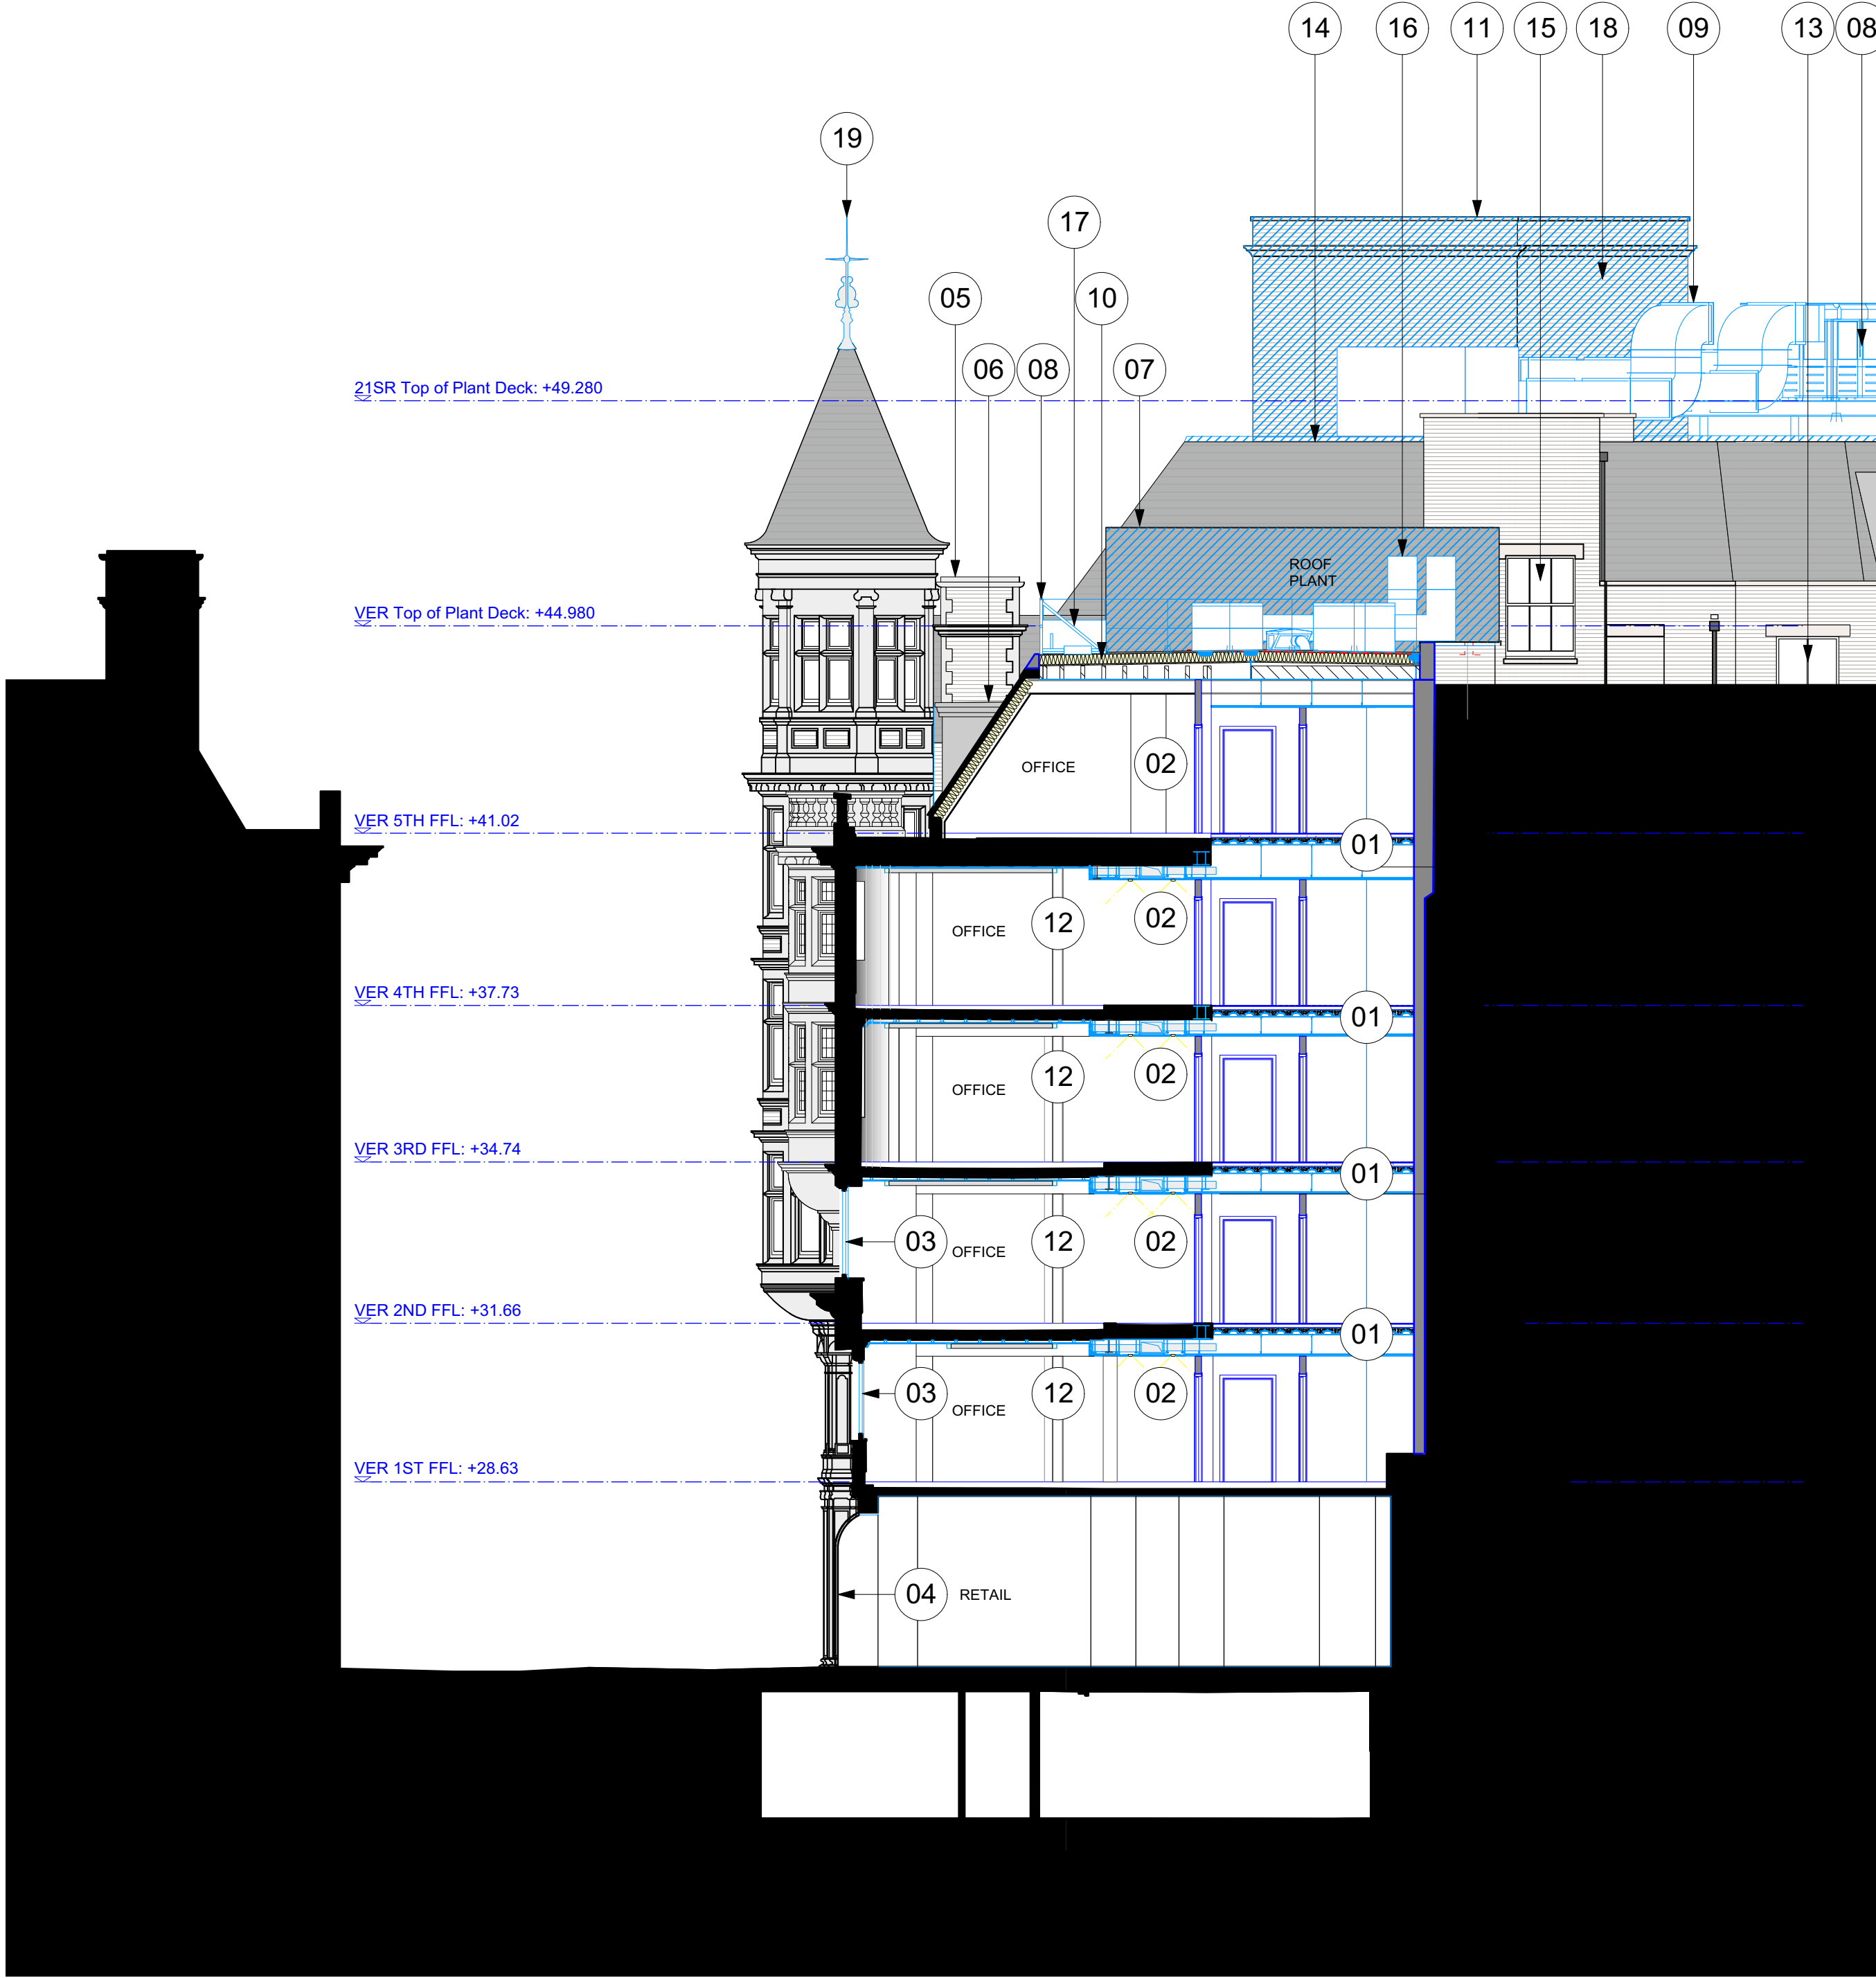 14
16
11
15
18
09
13
08
19
17
05
10
06
08
07
21SR Top of Plant Deck: +49.280
ROOF
PLANT
VER Top of Plant Deck: +44.980
OFFICE
02
VER 5TH FFL: +41.02
01
OFFICE
12
02
VER 4TH FFL: +37.73
01
OFFICE
12
02
VER 3RD FFL: +34.74
01
03
OFFICE
12
02
VER 2ND FFL: +31.66
01
03
OFFICE
12
02
VER 1ST FFL: +28.63
04
RETAIL